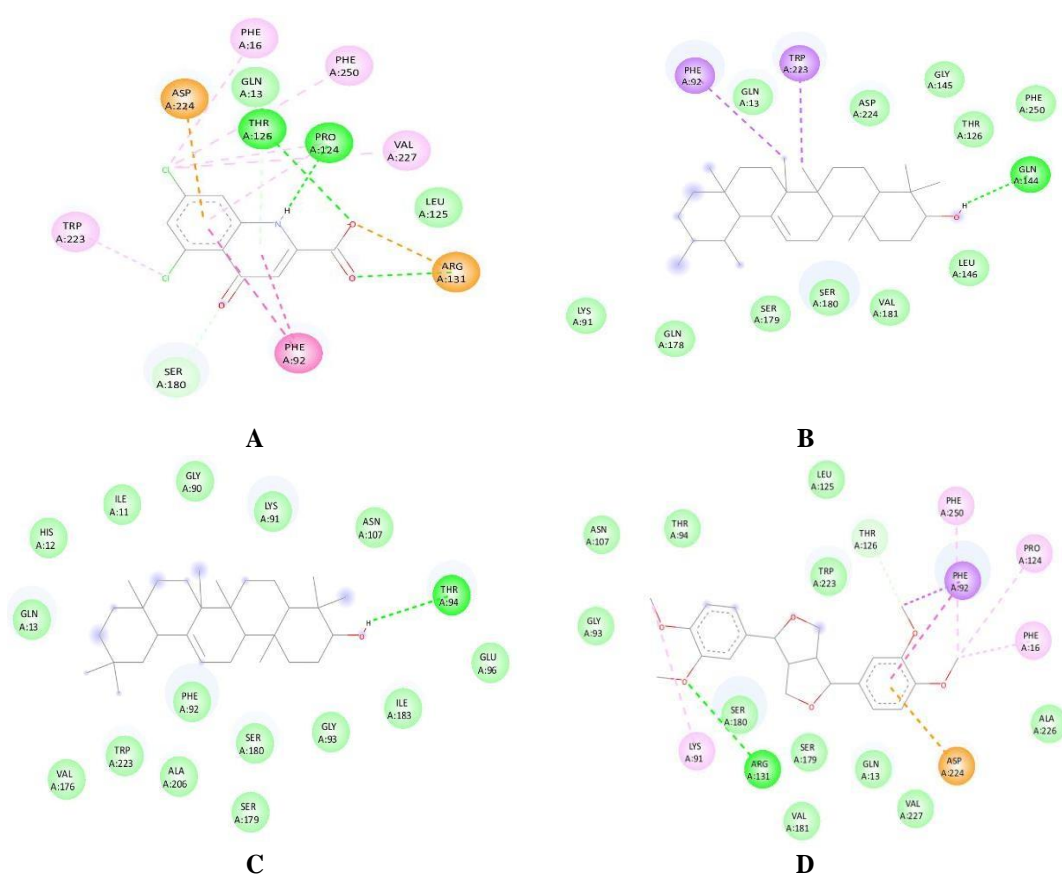 PHE
A:16
PHE
A:250
GLN
A:13
ASP
A:224
THR
A:126
PRO
A:124
VAL
A:227
Cl
H
N
LEU
A:125
TRP
A:223
O
Cl
O
O
ARG
A:131
PHE
A:92
SER
A:180
A
PHE
A:92
TRP
A:223
GLN
A:13
GLY
A:145
ASP
A:224
PHE
A:250
THR
A:126
GLN
A:144
H
O
LEU
A:146
SER
A:180
VAL
A:181
SER
A:179
LYS
A:91
GLN
A:178
B
GLY
A:90
ILE
A:11
LYS
A:91
HIS
A:12
ASN
A:107
THR
A:94
GLN
A:13
H
O
GLU
A:96
PHE
A:92
ILE
A:183
GLY
A:93
SER
A:180
TRP
A:223
ALA
A:206
VAL
A:176
SER
A:179
C
LEU
A:125
PHE
A:250
ASN
A:107
THR
A:94
THR
A:126
PRO
A:124
TRP
A:223
PHE
A:92
GLY
A:93
O
O
O
PHE
A:16
O
O
O
SER
A:180
ALA
A:226
LYS
A:91
ARG
A:131
SER
A:179
GLN
A:13
ASP
A:224
VAL
A:227
VAL
A:181
D